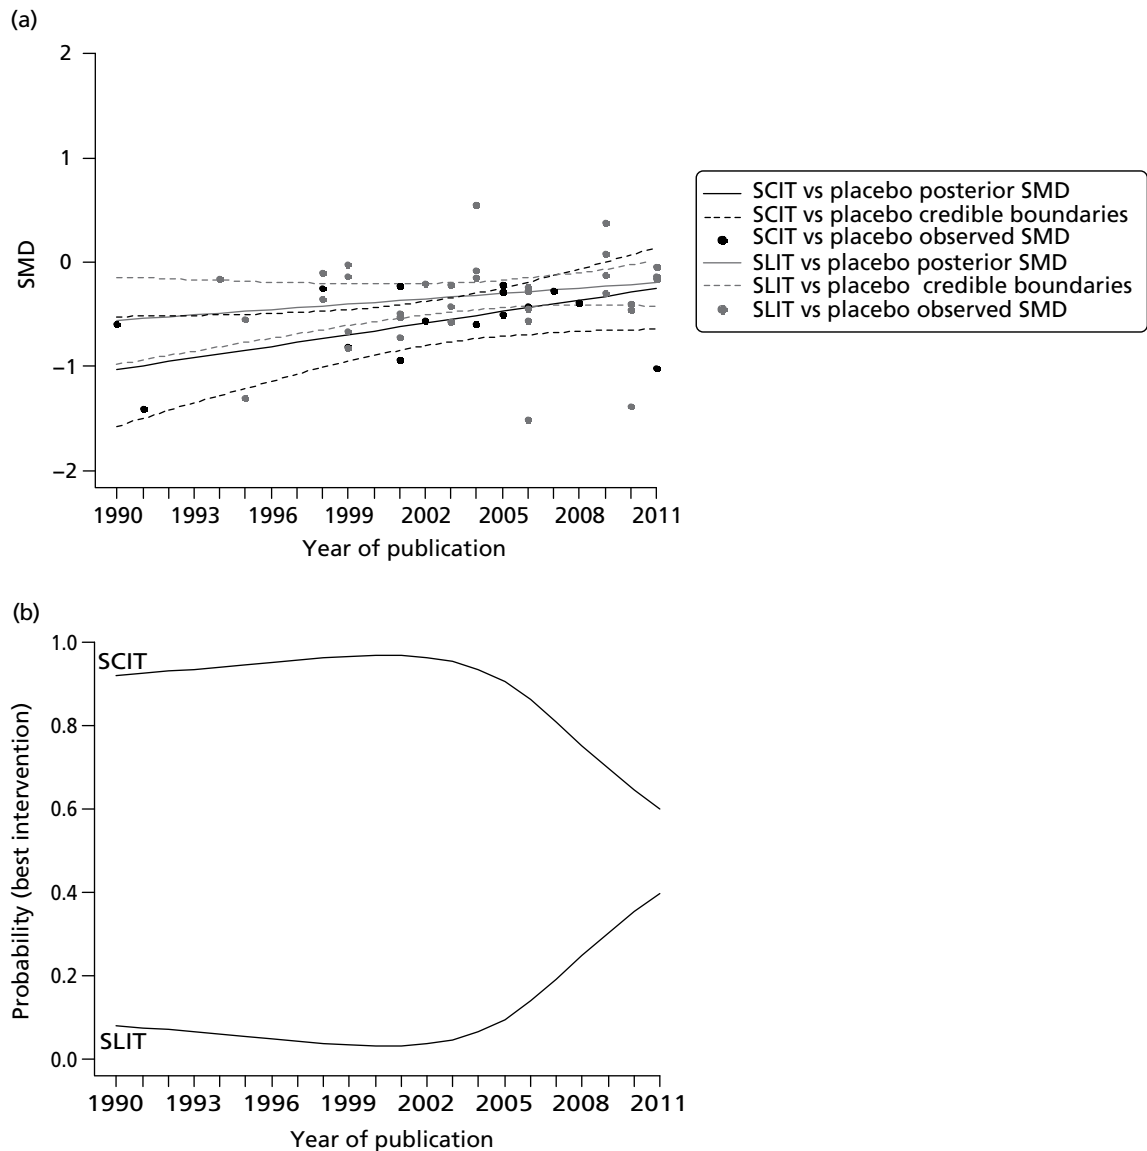 (a)
2
1
0
−1
−2
SMD
1990 1993 1996 1999 2002 2005 2008 2011
Year of publication
SCIT vs placebo posterior SMD
SCIT vs placebo credible boundaries
SCIT vs placebo observed SMD
SLIT vs placebo posterior SMD
SLIT vs placebo credible boundaries
SLIT vs placebo observed SMD
(b)
1.0
0.8
0.6
0.4
0.2
0.0
Probability (best intervention)
SCIT
SLIT
1990 1993 1996 1999 2002 2005 2008 2011
Year of publication